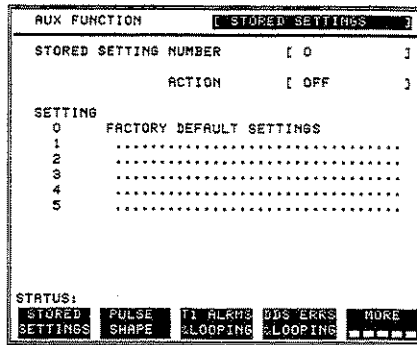 AUX FUNCTION [ STORED SETTINGS ]
STORED SETTING NUMBER [ 0 ]
ACTION [ OFF ]
SETTING
0 FACTORY DEFAULT SETTINGS
1 ................................
2 ................................
3 ................................
4 ................................
5 ................................
STATUS:
STORED PULSE T1 ALRMS DDS ERRS MORE
SETTINGS SHAPE &LOOPING &LOOPING